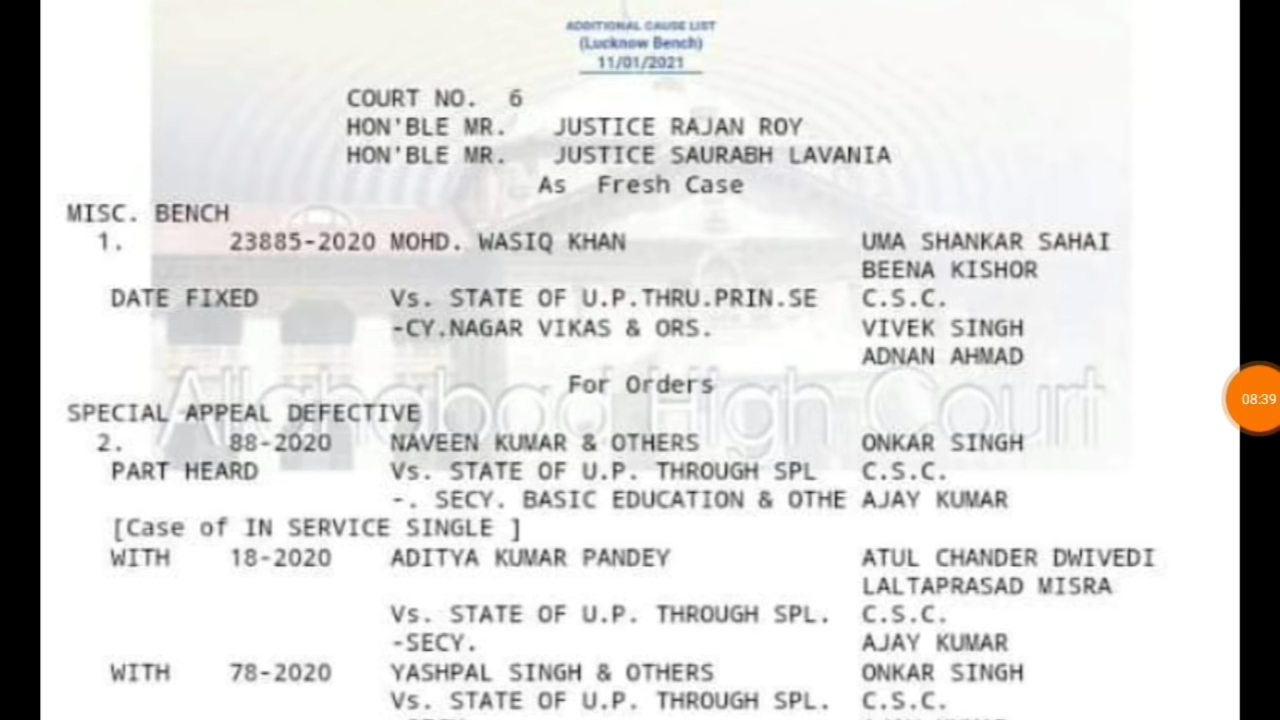 ADDITIONAL CAUSE LIST
(Lucknow Bench)
11/01/2021
COURT NO. 6
HON'BLE MR. JUSTICE RAJAN ROY
HON'BLE MR. JUSTICE SAURABH LAVANIA
As Fresh Case
MISC. BENCH
1. 23885-2020 MOHD. WASIQ KHAN UMA SHANKAR SAHAI
BEENA KISHOR
DATE FIXED Vs. STATE OF U.P.THRU.PRIN.SE C.S.C.
-CY.NAGAR VIKAS & ORS. VIVEK SINGH
ADNAN AHMAD
For Orders
Allahabad High Court
SPECIAL APPEAL DEFECTIVE
2. 88-2020 NAVEEN KUMAR & OTHERS ONKAR SINGH
PART HEARD Vs. STATE OF U.P. THROUGH SPL C.S.C.
-. SECY. BASIC EDUCATION & OTHE AJAY KUMAR
[Case of IN SERVICE SINGLE ]
WITH 18-2020 ADITYA KUMAR PANDEY ATUL CHANDER DWIVEDI
LALTAPRASAD MISRA
Vs. STATE OF U.P. THROUGH SPL. C.S.C.
-SECY. AJAY KUMAR
WITH 78-2020 YASHPAL SINGH & OTHERS ONKAR SINGH
Vs. STATE OF U.P. THROUGH SPL. C.S.C.
08:39